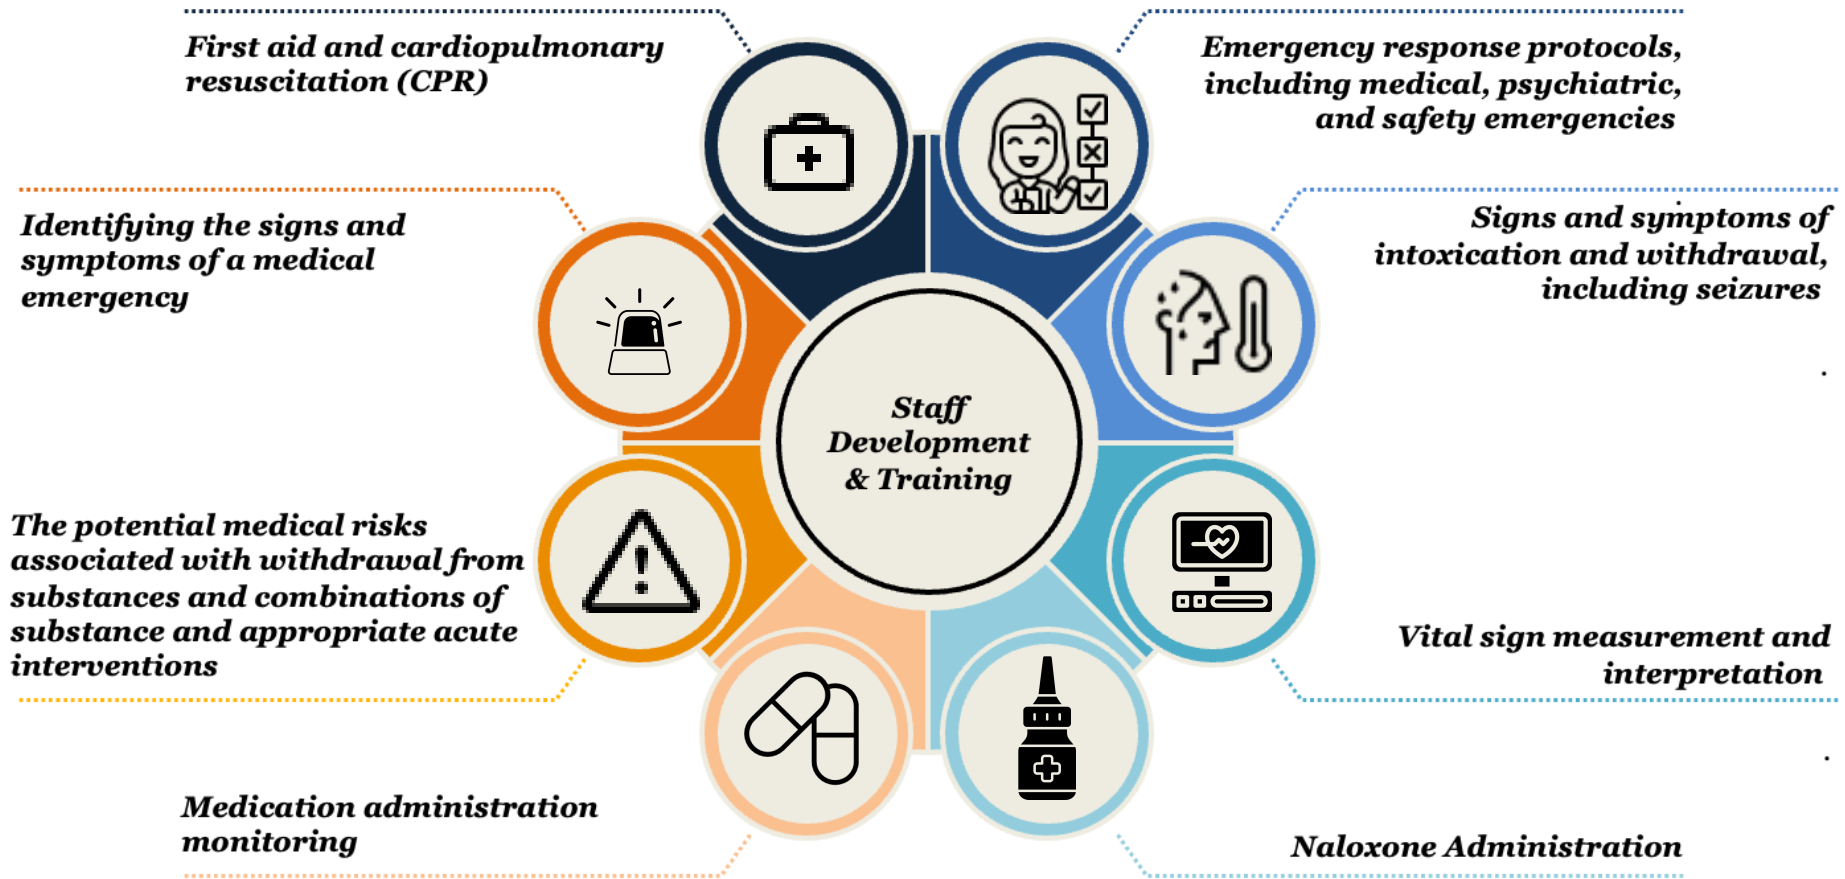 First aid and cardiopulmonary
resuscitation (CPR)
Emergency response protocols,
including medical, psychiatric,
and safety emergencies
Identifying the signs and
symptoms of a medical
emergency
Signs and symptoms of
intoxication and withdrawal,
including seizures
.
Staff
Development
& Training
The potential medical risks
associated with withdrawal from
substances and combinations of
substance and appropriate acute
interventions
Vital sign measurement and
interpretation
.
Medication administration
monitoring
Naloxone Administration